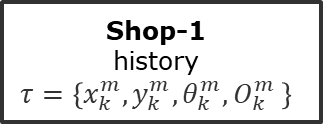 Shop-1
history
τ = {x_k^m, y_k^m, θ_k^m, O_k^m }